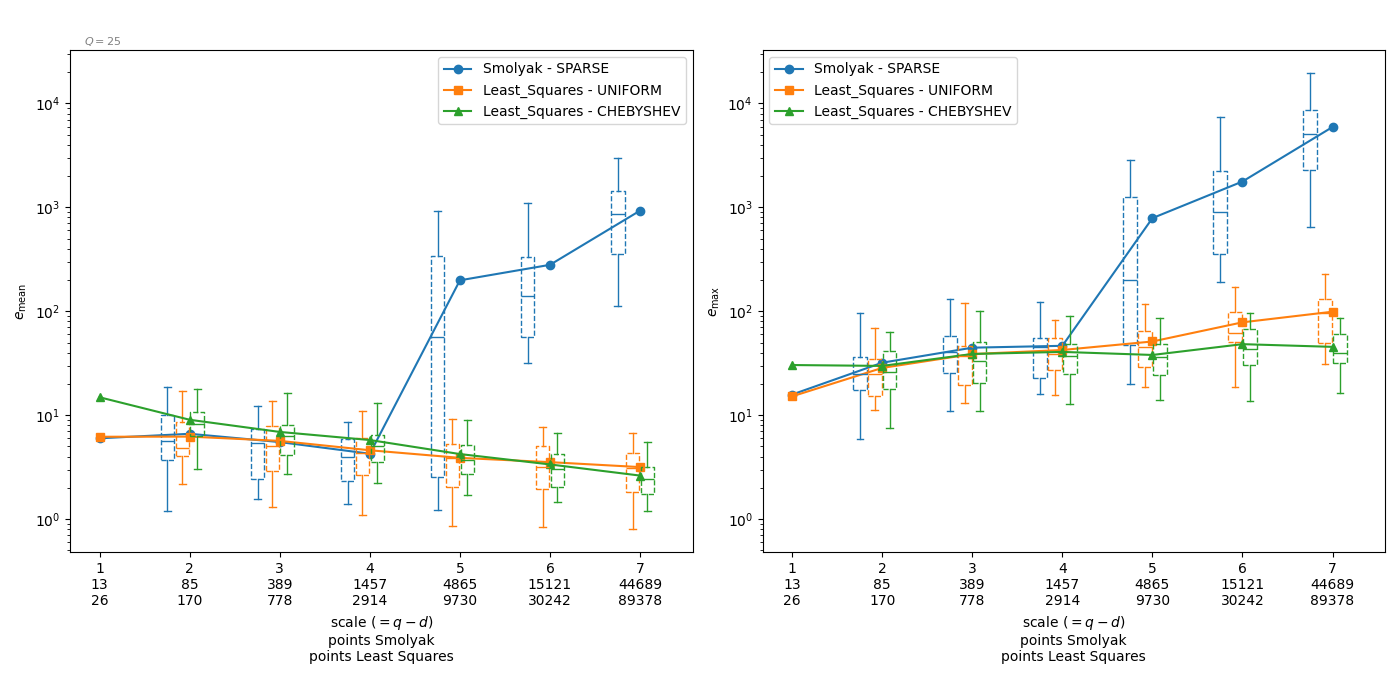 Q = 25
Smolyak - SPARSE
Least_Squares - UNIFORM
Least_Squares - CHEBYSHEV
10⁴
10³
10²
10¹
10⁰
e_mean
1 2 3 4 5 6 7
13 85 389 1457 4865 15121 44689
26 170 778 2914 9730 30242 89378
scale (= q − d)
points Smolyak
points Least Squares
Smolyak - SPARSE
Least_Squares - UNIFORM
Least_Squares - CHEBYSHEV
10⁴
10³
10²
10¹
10⁰
e_max
1 2 3 4 5 6 7
13 85 389 1457 4865 15121 44689
26 170 778 2914 9730 30242 89378
scale (= q − d)
points Smolyak
points Least Squares